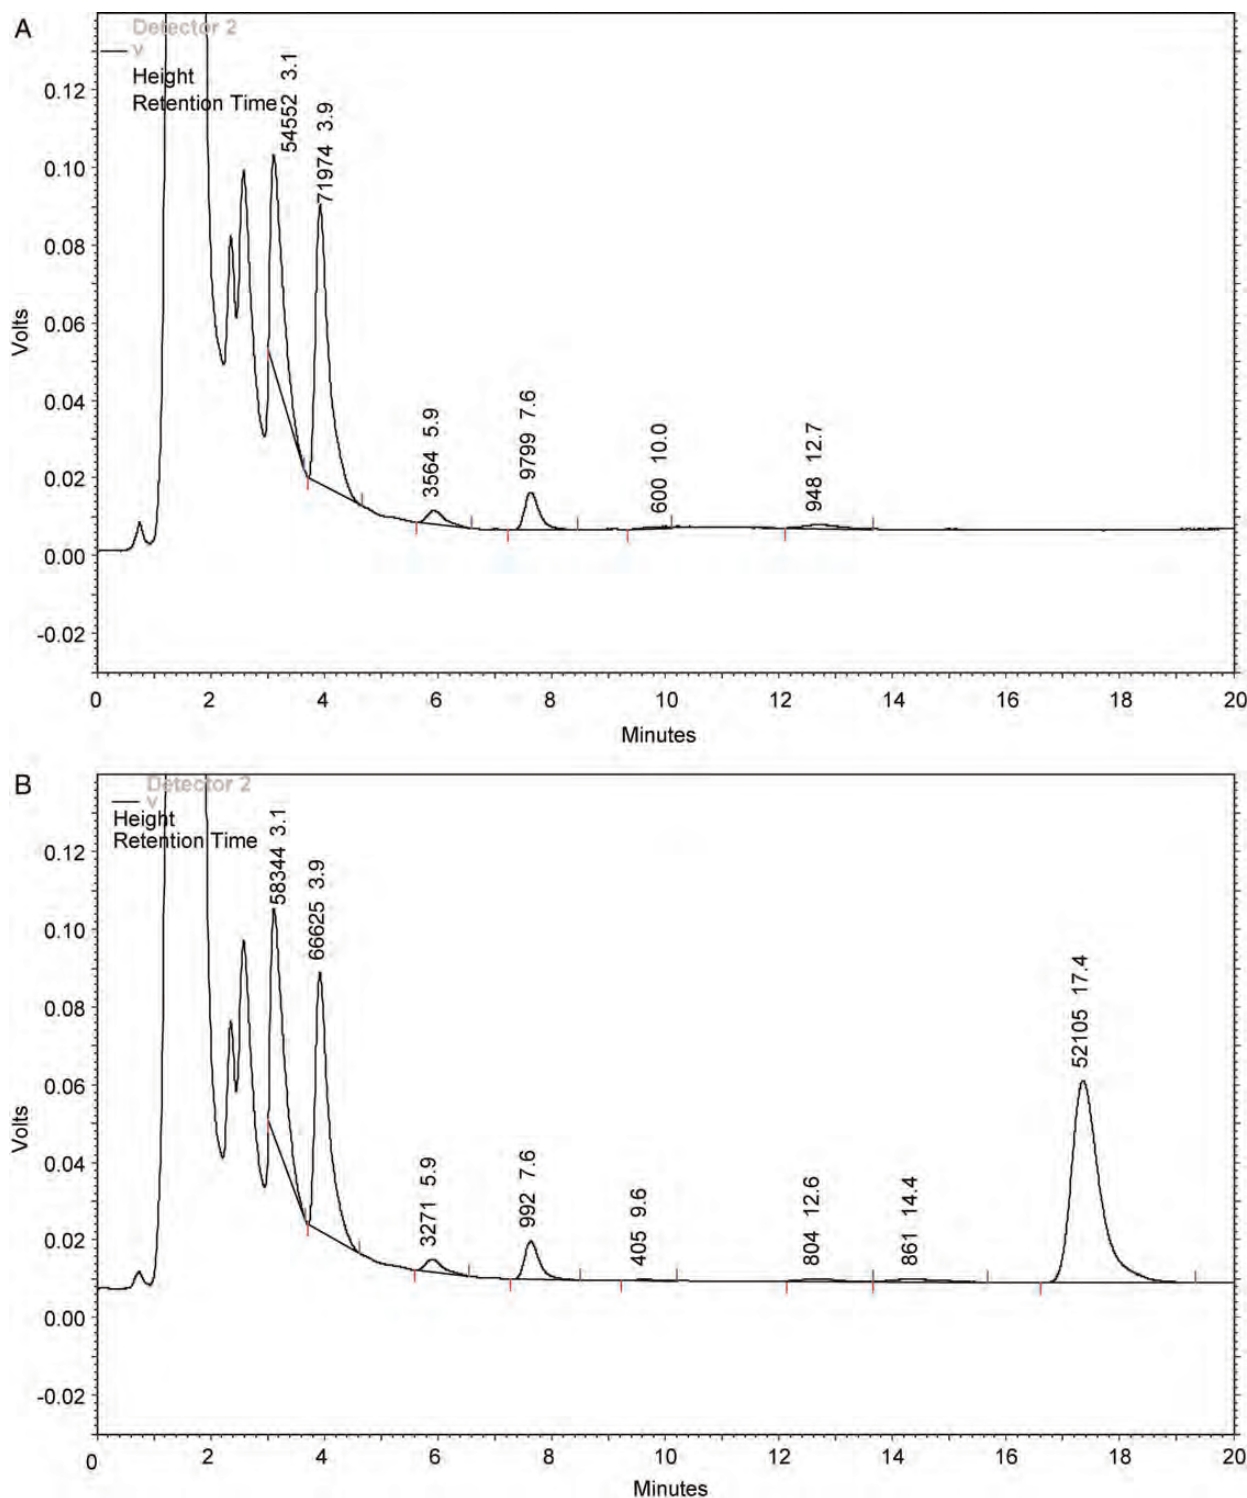 A
Detector 2
V
Height
Retention Time
54552 3.1
71974 3.9
3564 5.9
9799 7.6
600 10.0
948 12.7
0.12
0.10
0.08
0.06
0.04
0.02
0.00
-0.02
Volts
0 2 4 6 8 10 12 14 16 18 20
Minutes
B
Detector 2
V
Height
Retention Time
58344 3.1
66625 3.9
3271 5.9
992 7.6
405 9.6
804 12.6
861 14.4
52105 17.4
0.12
0.10
0.08
0.06
0.04
0.02
0.00
-0.02
Volts
0 2 4 6 8 10 12 14 16 18 20
Minutes